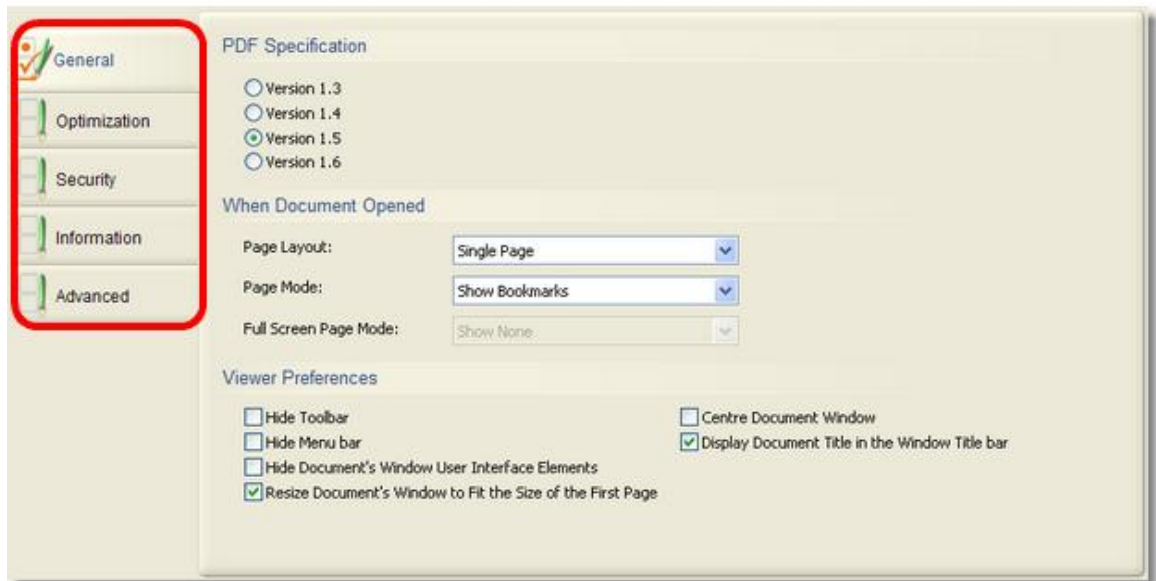 General
Optimization
Security
Information
Advanced
PDF Specification
Version 1.3
Version 1.4
Version 1.5
Version 1.6
When Document Opened
Page Layout: Single Page
Page Mode: Show Bookmarks
Full Screen Page Mode: Show None
Viewer Preferences
Hide Toolbar
Hide Menu bar
Hide Document's Window User Interface Elements
Resize Document's Window to Fit the Size of the First Page
Centre Document Window
Display Document Title in the Window Title bar